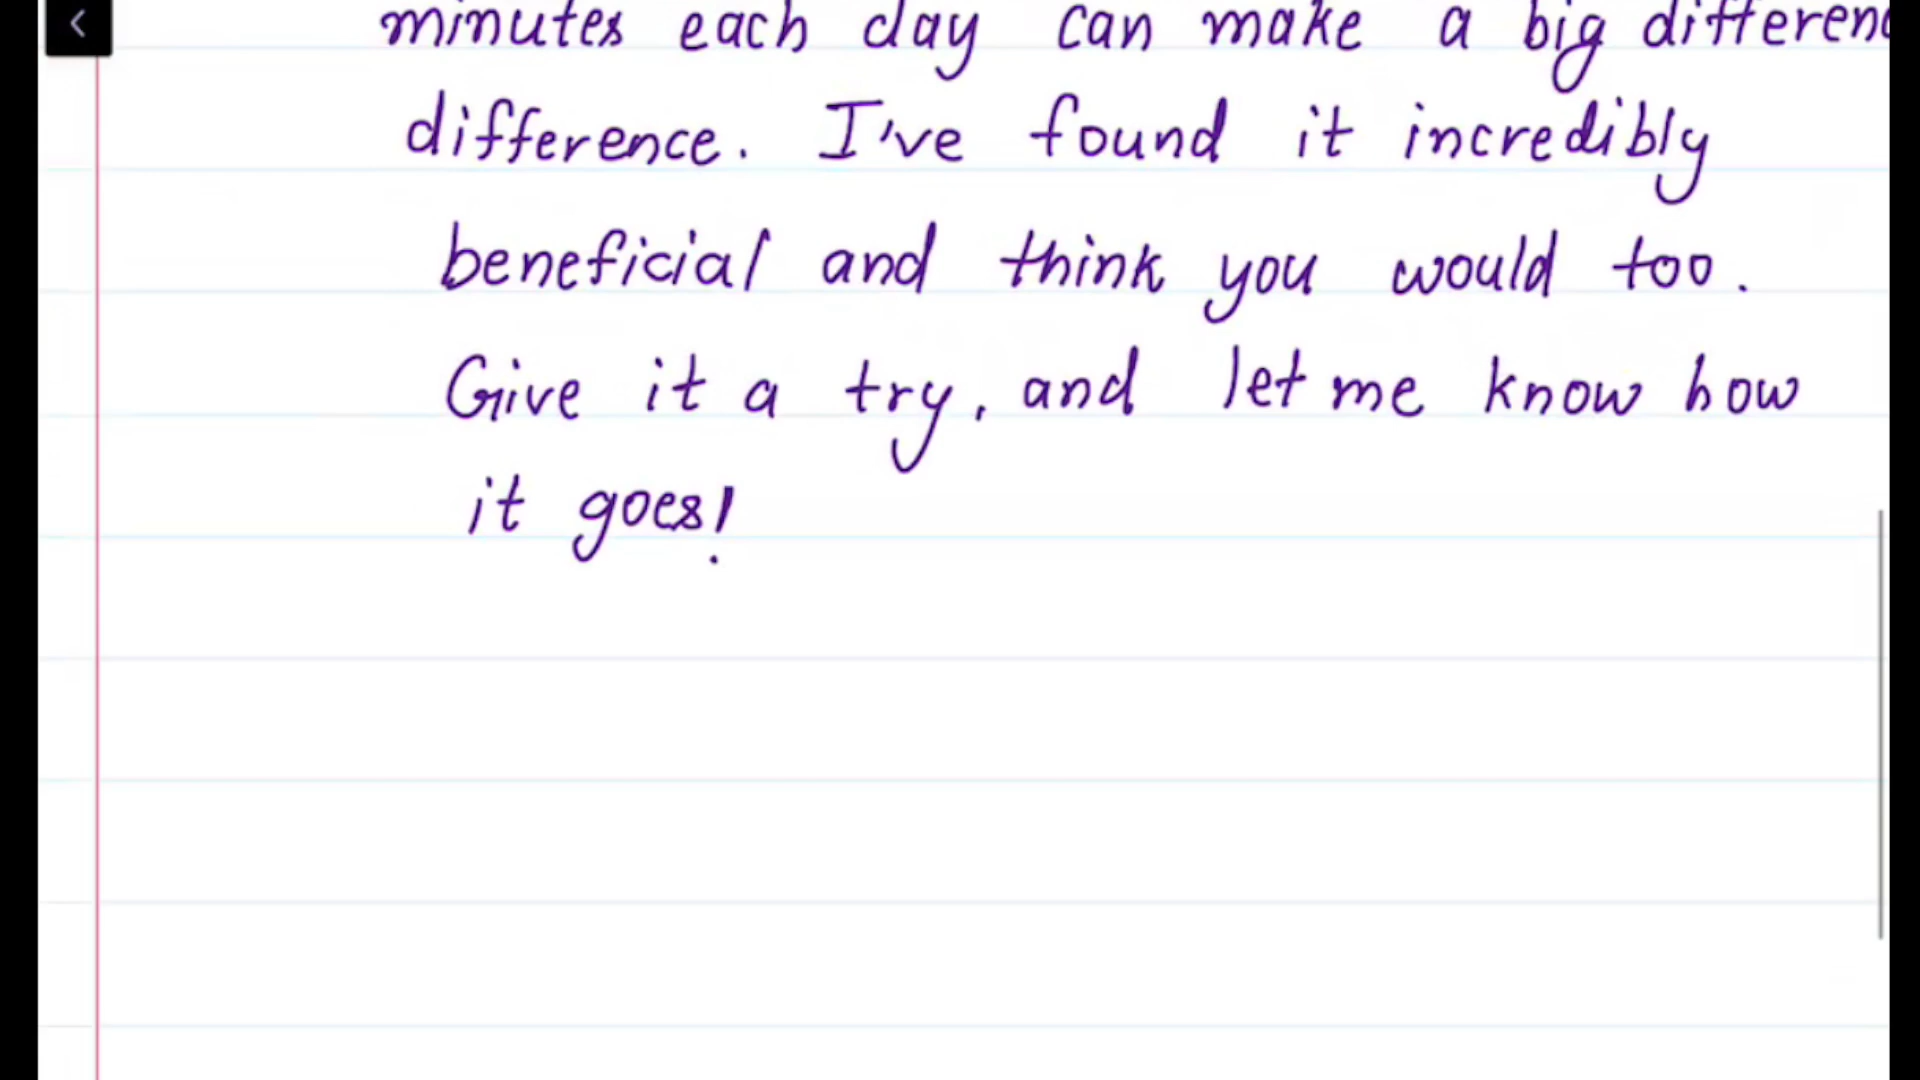 minutes each day can make a big differenc
difference. I've found it incredibly
beneficial and think you would too.
Give it a try, and let me know how
it goes!